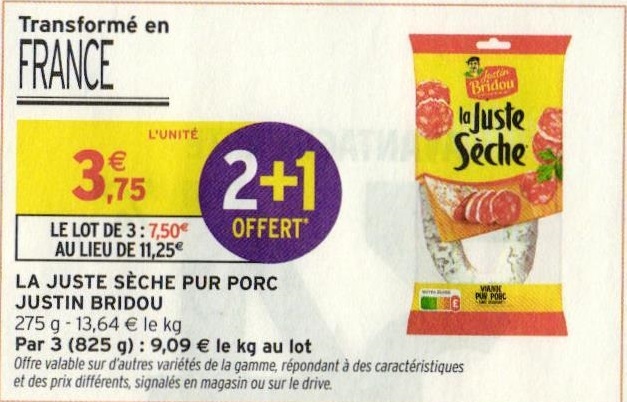 Transformé en
FRANCE
L'UNITÉ
3€,75
2+1
OFFERT*
LE LOT DE 3 : 7,50€
AU LIEU DE 11,25€
LA JUSTE SÈCHE PUR PORC
JUSTIN BRIDOU
275 g - 13,64 € le kg
Par 3 (825 g) : 9,09 € le kg au lot
Offre valable sur d'autres variétés de la gamme, répondant à des caractéristiques
et des prix différents, signalés en magasin ou sur le drive.
Justin
Bridou
la Juste
Sèche
E
VIANDE
PUR PORC